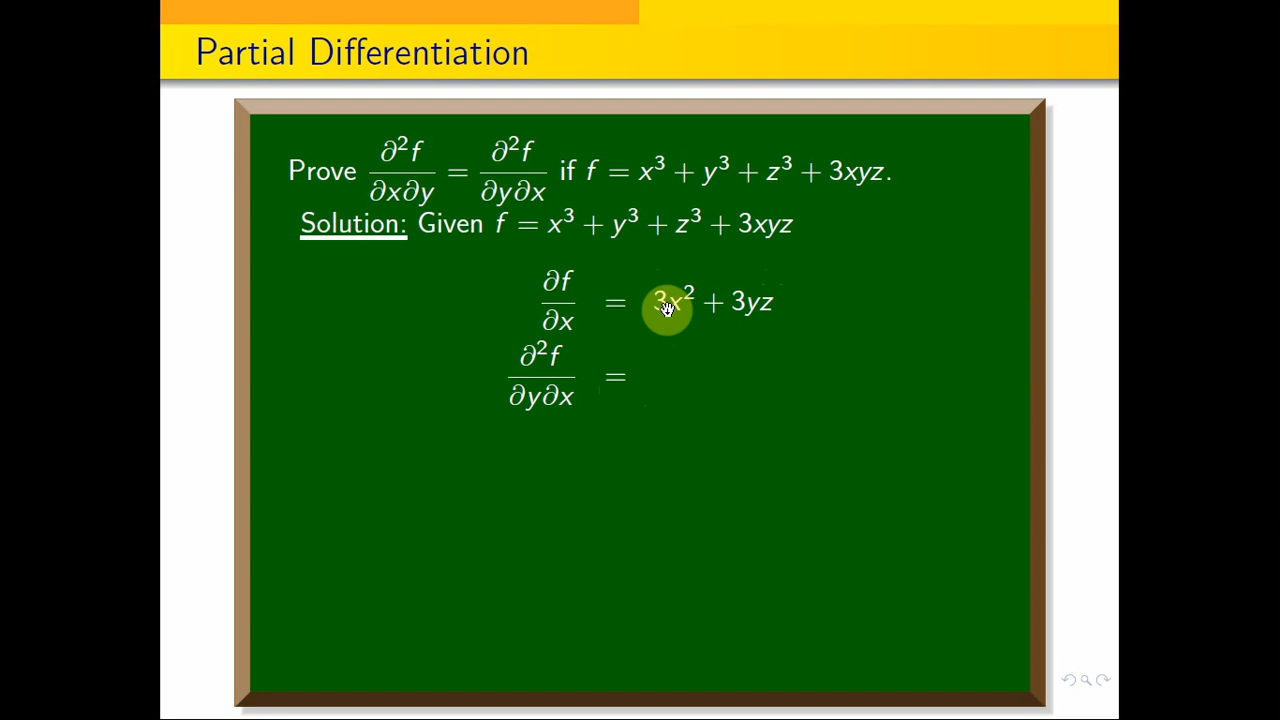 Partial Differentiation
Prove ∂²f/∂x∂y = ∂²f/∂y∂x if f = x³ + y³ + z³ + 3xyz.
Solution: Given f = x³ + y³ + z³ + 3xyz
∂f/∂x = 3x² + 3yz
∂²f/∂y∂x =